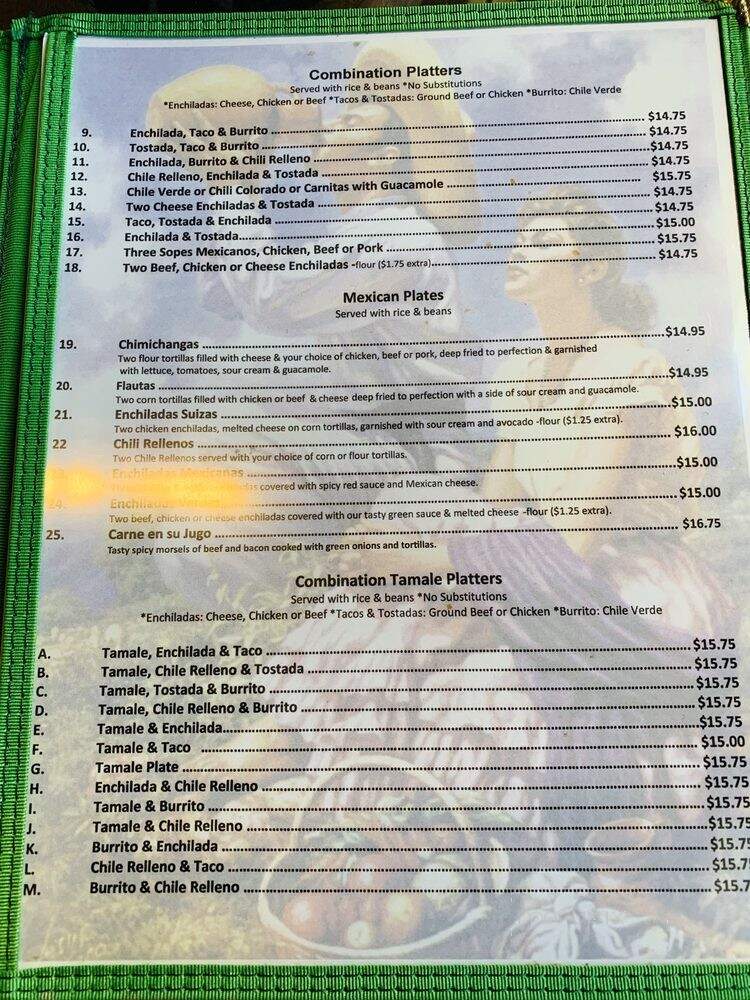 Combination Platters
Served with rice & beans *No Substitutions
*Enchiladas: Cheese, Chicken or Beef *Tacos & Tostadas: Ground Beef or Chicken *Burrito: Chile Verde
9. Enchilada, Taco & Burrito $14.75
10. Tostada, Taco & Burrito $14.75
11. Enchilada, Burrito & Chili Relleno $14.75
12. Chile Relleno, Enchilada & Tostada $14.75
13. Chile Verde or Chili Colorado or Carnitas with Guacamole $15.75
14. Two Cheese Enchiladas & Tostada $14.75
15. Taco, Tostada & Enchilada $14.75
16. Enchilada & Tostada $15.00
17. Three Sopes Mexicanos, Chicken, Beef or Pork $15.75
18. Two Beef, Chicken or Cheese Enchiladas -flour ($1.75 extra) $14.75
Mexican Plates
Served with rice & beans
19. Chimichangas $14.95
Two flour tortillas filled with cheese & your choice of chicken, beef or pork, deep fried to perfection & garnished
with lettuce, tomatoes, sour cream & guacamole.
20. Flautas $14.95
Two corn tortillas filled with chicken or beef & cheese deep fried to perfection with a side of sour cream and guacamole.
21. Enchiladas Suizas $15.00
Two chicken enchiladas, melted cheese on corn tortillas, garnished with sour cream and avocado -flour ($1.25 extra).
22 Chili Rellenos $16.00
Two Chile Rellenos served with your choice of corn or flour tortillas.
Enchiladas Mexicanas $15.00
covered with spicy red sauce and Mexican cheese.
24. Enchiladas $15.00
Two beef, chicken or cheese enchiladas covered with our tasty green sauce & melted cheese -flour ($1.25 extra).
25. Carne en su Jugo $16.75
Tasty spicy morsels of beef and bacon cooked with green onions and tortillas.
Combination Tamale Platters
Served with rice & beans *No Substitutions
*Enchiladas: Cheese, Chicken or Beef *Tacos & Tostadas: Ground Beef or Chicken *Burrito: Chile Verde
A. Tamale, Enchilada & Taco $15.75
B. Tamale, Chile Relleno & Tostada $15.75
C. Tamale, Tostada & Burrito $15.75
D. Tamale, Chile Relleno & Burrito $15.75
E. Tamale & Enchilada $15.75
F. Tamale & Taco $15.00
G. Tamale Plate $15.75
H. Enchilada & Chile Relleno $15.75
I. Tamale & Burrito $15.75
J. Tamale & Chile Relleno $15.75
K. Burrito & Enchilada $15.75
L. Chile Relleno & Taco $15.7
M. Burrito & Chile Relleno $15.7